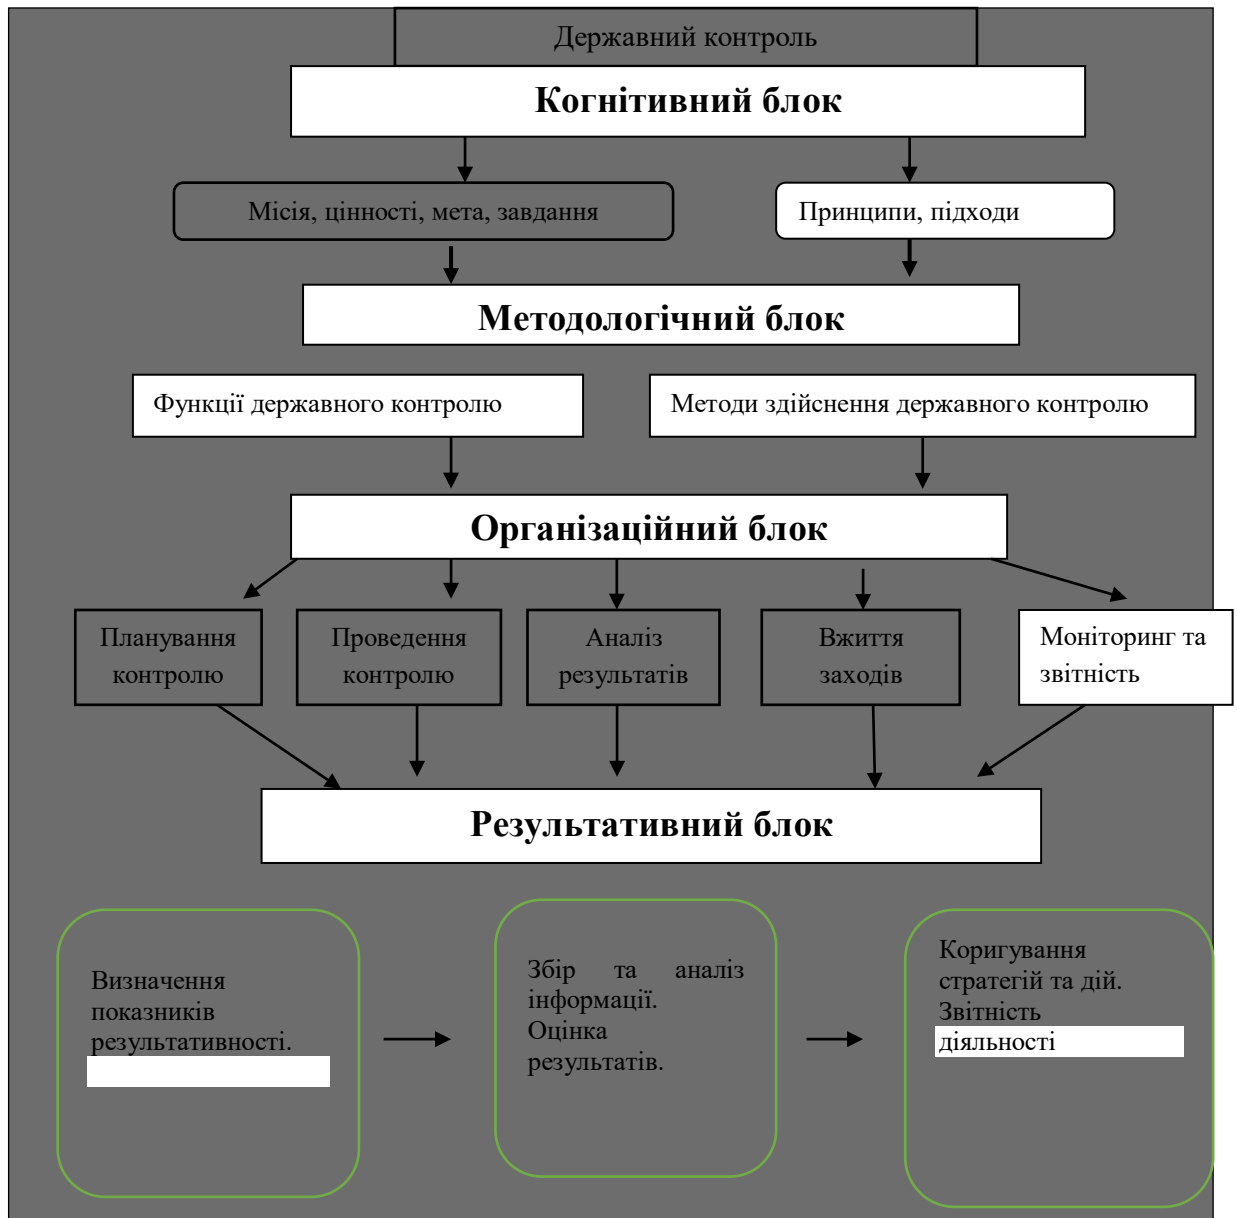 Державний контроль
Когнітивний блок
Місія, цінності, мета, завдання
Принципи, підходи
Методологічний блок
Функції державного контролю
Методи здійснення державного контролю
Організаційний блок
Планування
контролю
Проведення
контролю
Аналіз
результатів
Вжиття
заходів
Моніторинг та
звітність
Результативний блок
Визначення
показників
результативності.
Збір та аналіз
інформації.
Оцінка
результатів.
Коригування
стратегій та дій.
Звітність
діяльності